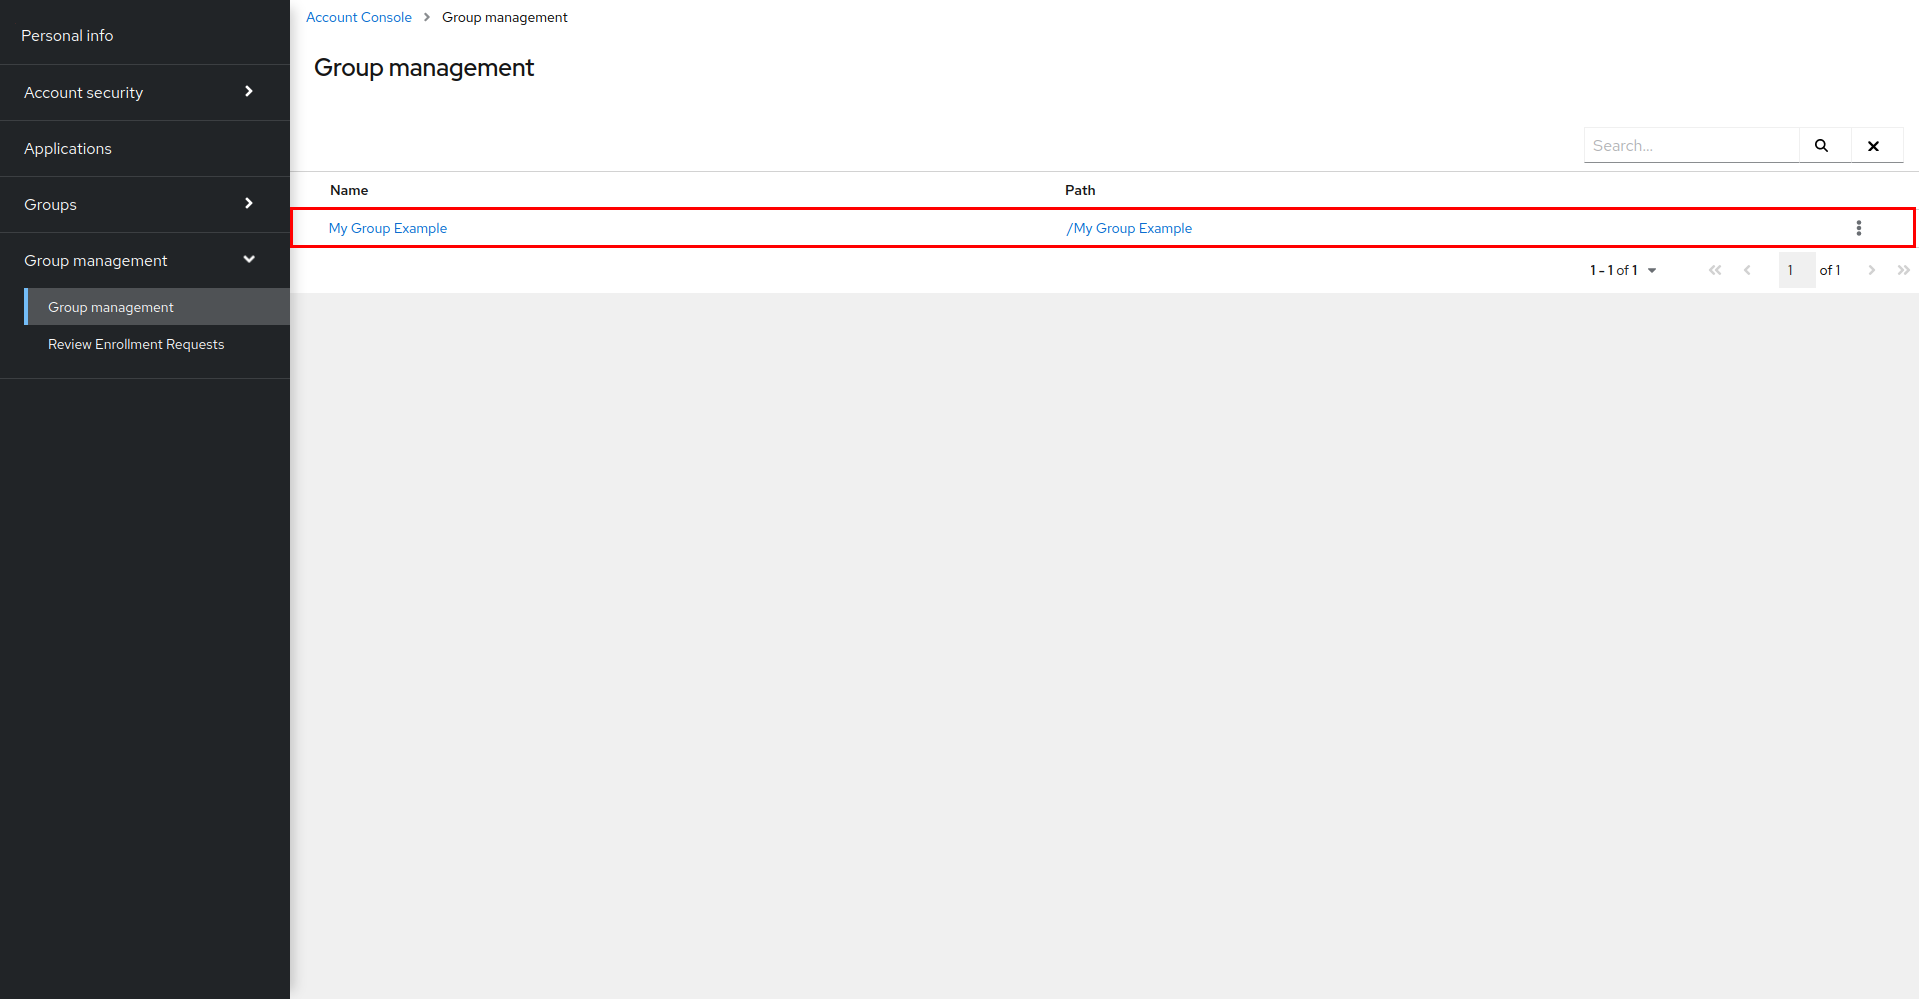 Personal info
Account security
Applications
Groups
Group management
Group management
Review Enrollment Requests
Account Console > Group management
Group management
Search...
Name Path
My Group Example /My Group Example
1 - 1 of 1 1 of 1